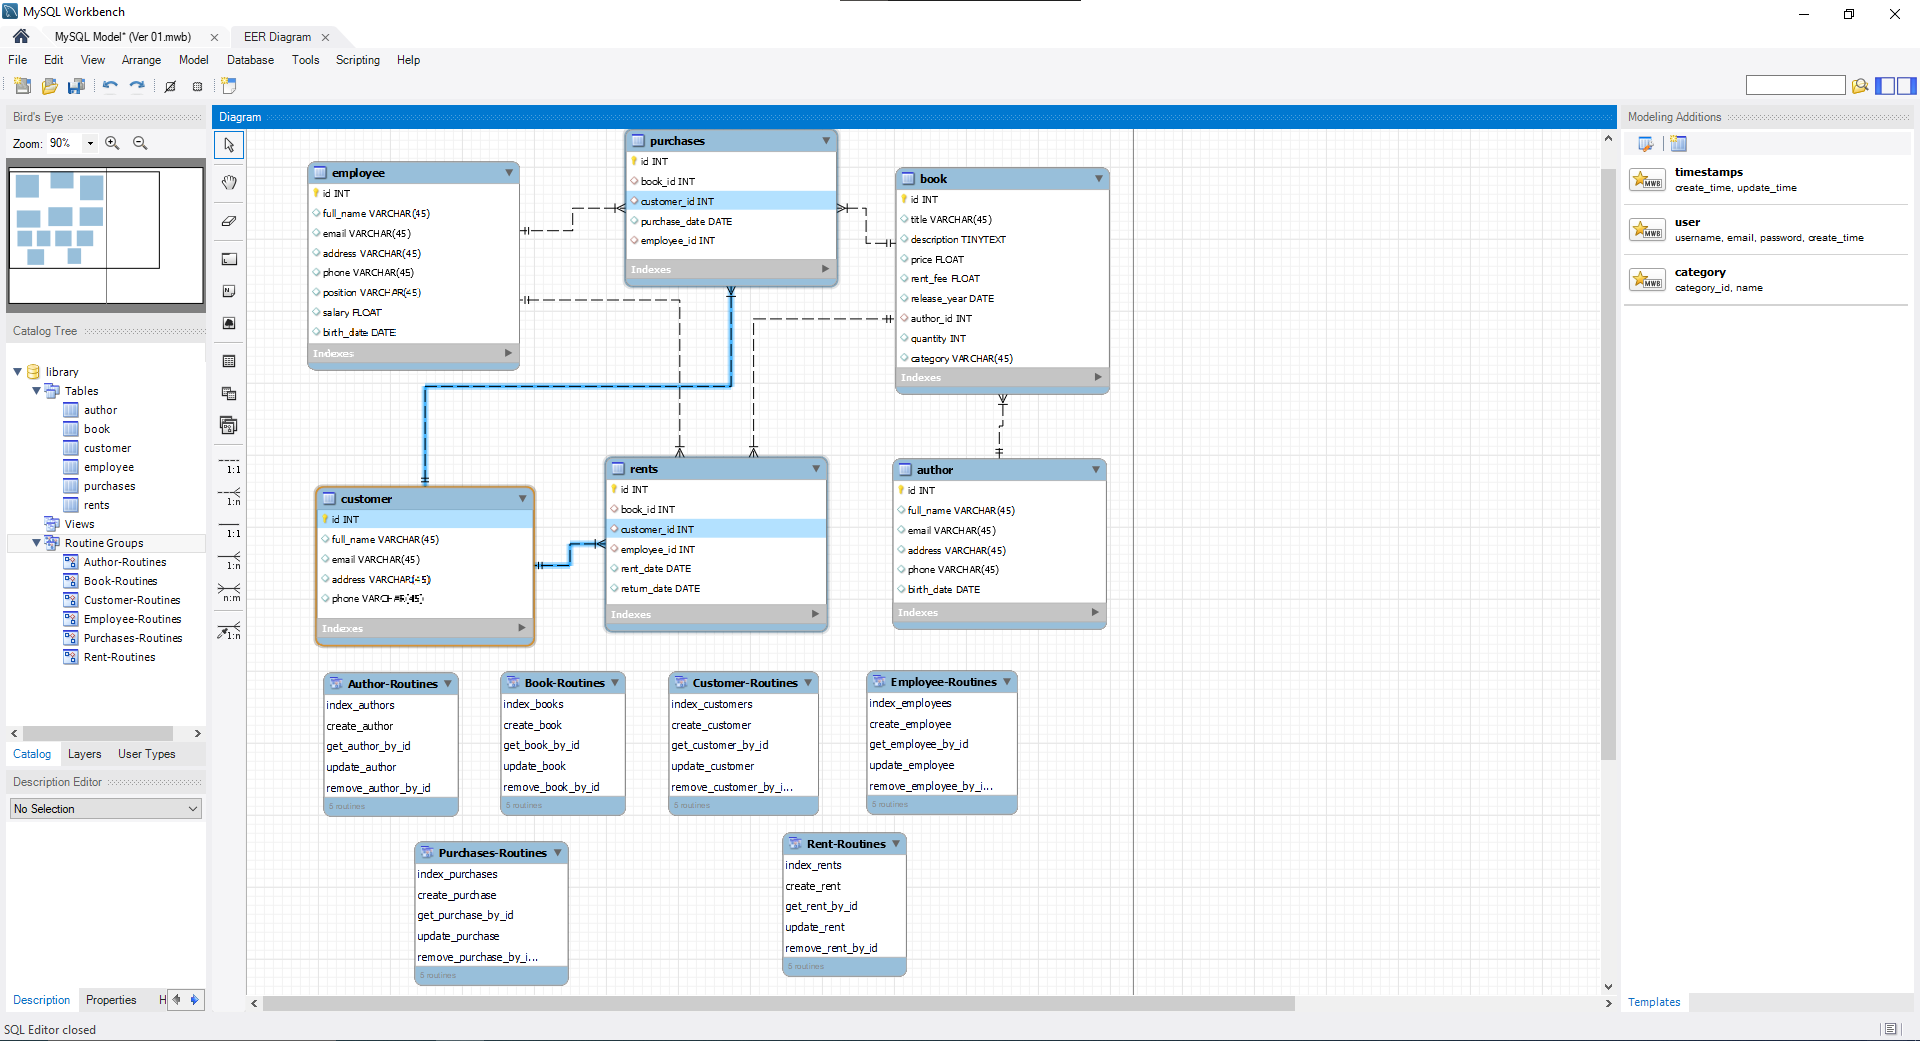 MySQL Workbench
MySQL Model* (Ver 01.mwb)
EER Diagram
File Edit View Arrange Model Database Tools Scripting Help
Bird's Eye
Zoom: 90%
Catalog Tree
library
Tables
author
book
customer
employee
purchases
rents
Views
Routine Groups
Author-Routines
Book-Routines
Customer-Routines
Employee-Routines
Purchases-Routines
Rent-Routines
Catalog Layers User Types
Description Editor
No Selection
Description Properties H
SQL Editor closed
Diagram
1:1
1:n
1:1
1:n
n:m
1:n
employee
id INT
full_name VARCHAR(45)
email VARCHAR(45)
address VARCHAR(45)
phone VARCHAR(45)
position VARCHAR(45)
salary FLOAT
birth_date DATE
Indexes
purchases
id INT
book_id INT
customer_id INT
purchase_date DATE
employee_id INT
Indexes
book
id INT
title VARCHAR(45)
description TINYTEXT
price FLOAT
rent_fee FLOAT
release_year DATE
author_id INT
quantity INT
category VARCHAR(45)
Indexes
customer
id INT
full_name VARCHAR(45)
email VARCHAR(45)
address VARCHAR(45)
phone VARCHAR(45)
Indexes
rents
id INT
book_id INT
customer_id INT
employee_id INT
rent_date DATE
return_date DATE
Indexes
author
id INT
full_name VARCHAR(45)
email VARCHAR(45)
address VARCHAR(45)
phone VARCHAR(45)
birth_date DATE
Indexes
Author-Routines
index_authors
create_author
get_author_by_id
update_author
remove_author_by_id
5 routines
Book-Routines
index_books
create_book
get_book_by_id
update_book
remove_book_by_id
5 routines
Customer-Routines
index_customers
create_customer
get_customer_by_id
update_customer
remove_customer_by_i...
5 routines
Employee-Routines
index_employees
create_employee
get_employee_by_id
update_employee
remove_employee_by_i...
5 routines
Purchases-Routines
index_purchases
create_purchase
get_purchase_by_id
update_purchase
remove_purchase_by_i...
5 routines
Rent-Routines
index_rents
create_rent
get_rent_by_id
update_rent
remove_rent_by_id
5 routines
Modeling Additions
MWB
timestamps
create_time, update_time
MWB
user
username, email, password, create_time
MWB
category
category_id, name
Templates